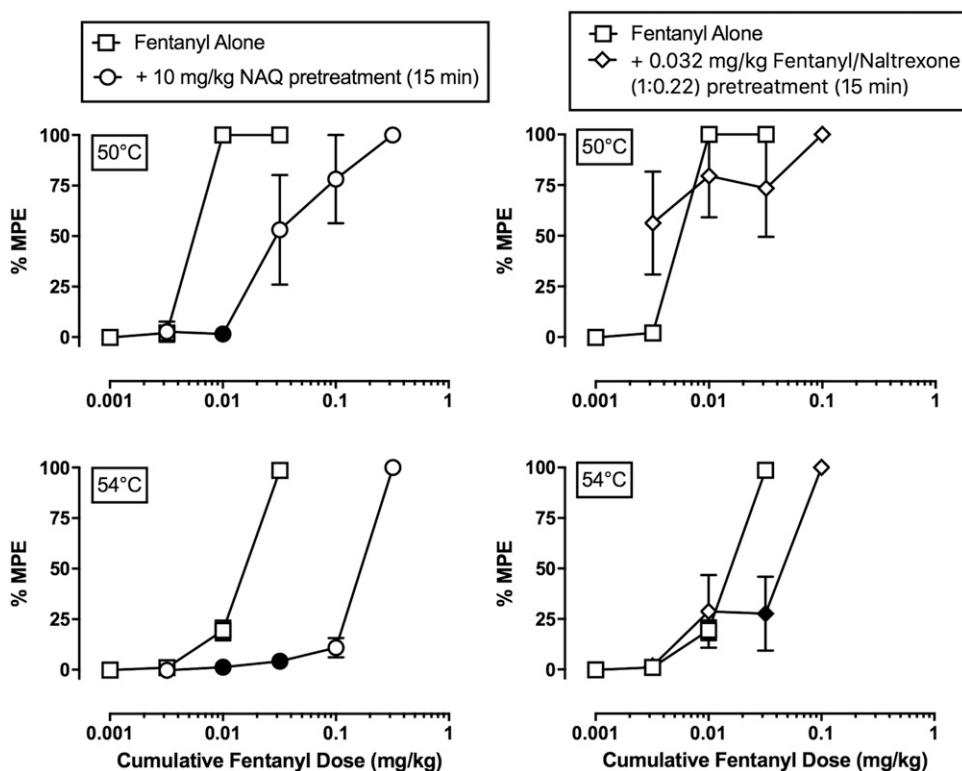 Fentanyl Alone
+ 10 mg/kg NAQ pretreatment (15 min)
Fentanyl Alone
+ 0.032 mg/kg Fentanyl/Naltrexone
(1:0.22) pretreatment (15 min)
50°C
% MPE
100
75
50
25
0
0.001 0.01 0.1 1
50°C
% MPE
100
75
50
25
0
0.001 0.01 0.1 1
54°C
% MPE
100
75
50
25
0
0.001 0.01 0.1 1
Cumulative Fentanyl Dose (mg/kg)
54°C
% MPE
100
75
50
25
0
0.001 0.01 0.1 1
Cumulative Fentanyl Dose (mg/kg)